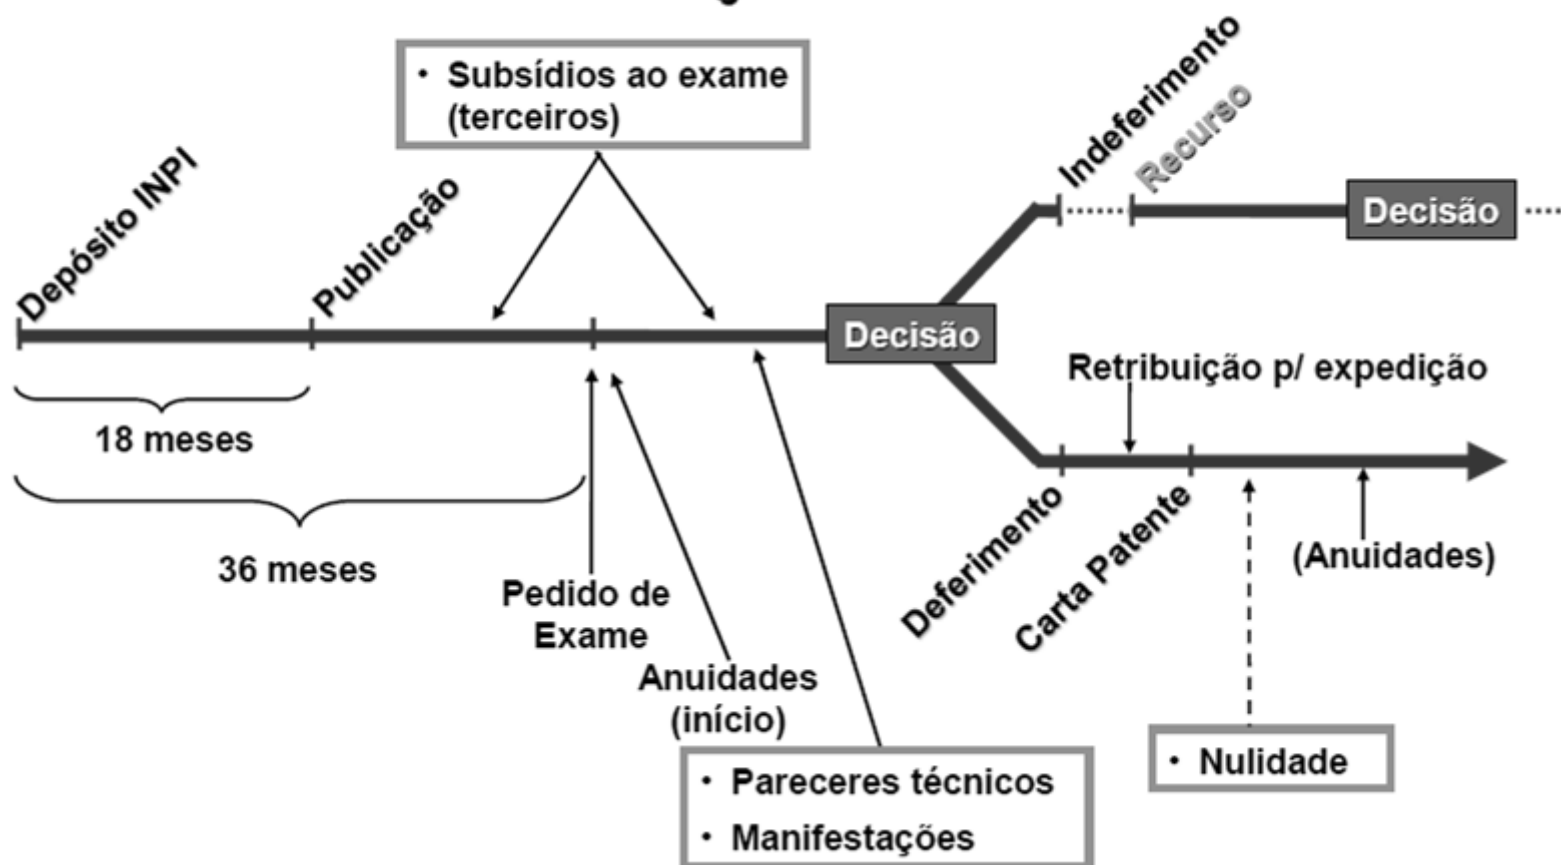 • Subsídios ao exame
(terceiros)
Depósito INPI
Publicação
Indeferimento
Recurso
Decisão
Decisão
18 meses
36 meses
Pedido de
Exame
Anuidades
(início)
• Pareceres técnicos
• Manifestações
Retribuição p/ expedição
Deferimento
Carta Patente
(Anuidades)
• Nulidade